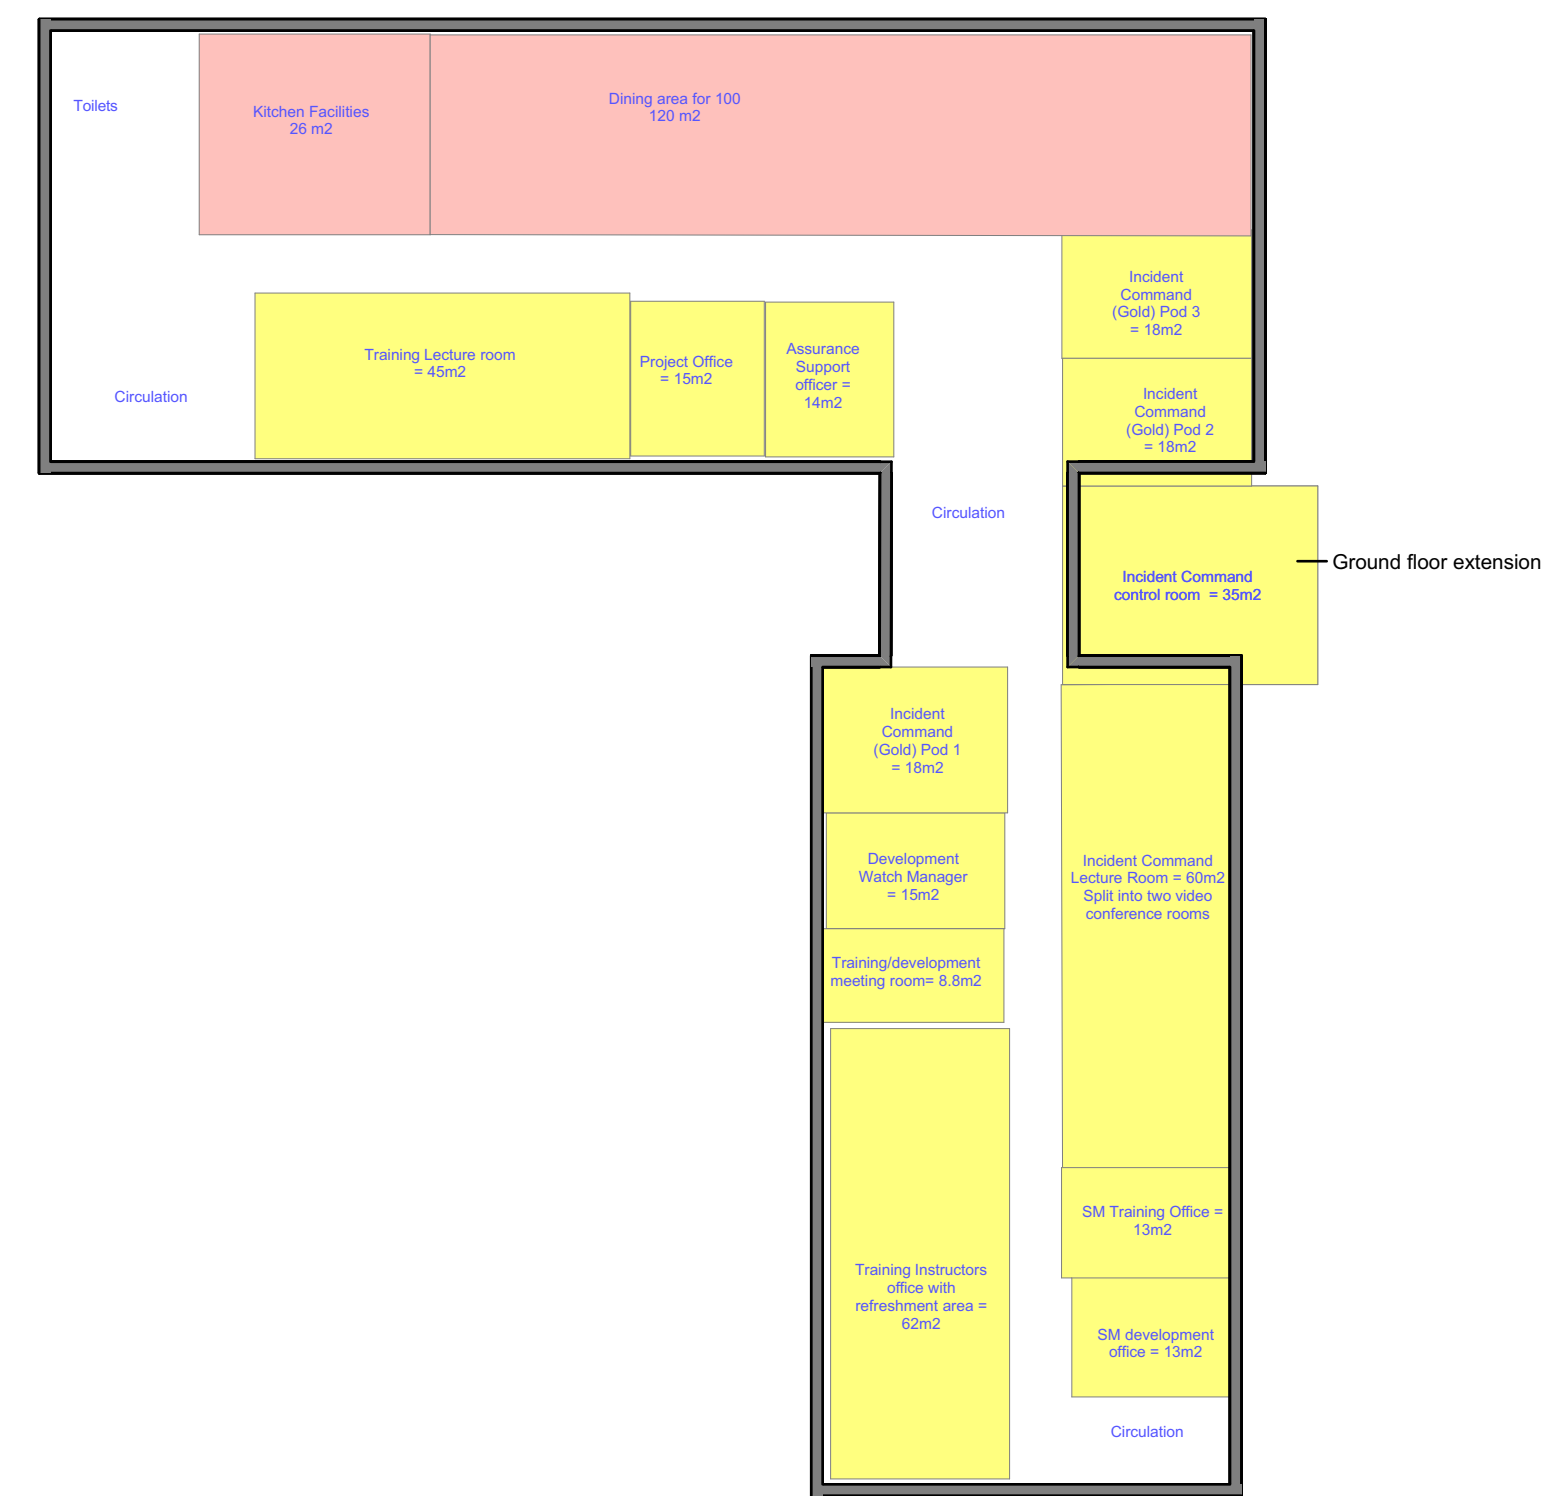 Toilets
Kitchen Facilities
26 m2
Dining area for 100
120 m2
Incident
Command
(Gold) Pod 3
= 18m2
Training Lecture room
= 45m2
Project Office
= 15m2
Assurance
Support
officer =
14m2
Circulation
Incident
Command
(Gold) Pod 2
= 18m2
Circulation
Incident Command
control room = 35m2
Ground floor extension
Incident
Command
(Gold) Pod 1
= 18m2
Development
Watch Manager
= 15m2
Incident Command
Lecture Room = 60m2
Split into two video
conference rooms
Training/development
meeting room= 8.8m2
SM Training Office =
13m2
Training Instructors
office with
refreshment area =
62m2
SM development
office = 13m2
Circulation